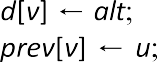 d[v] ← alt;
prev[v] ← u;